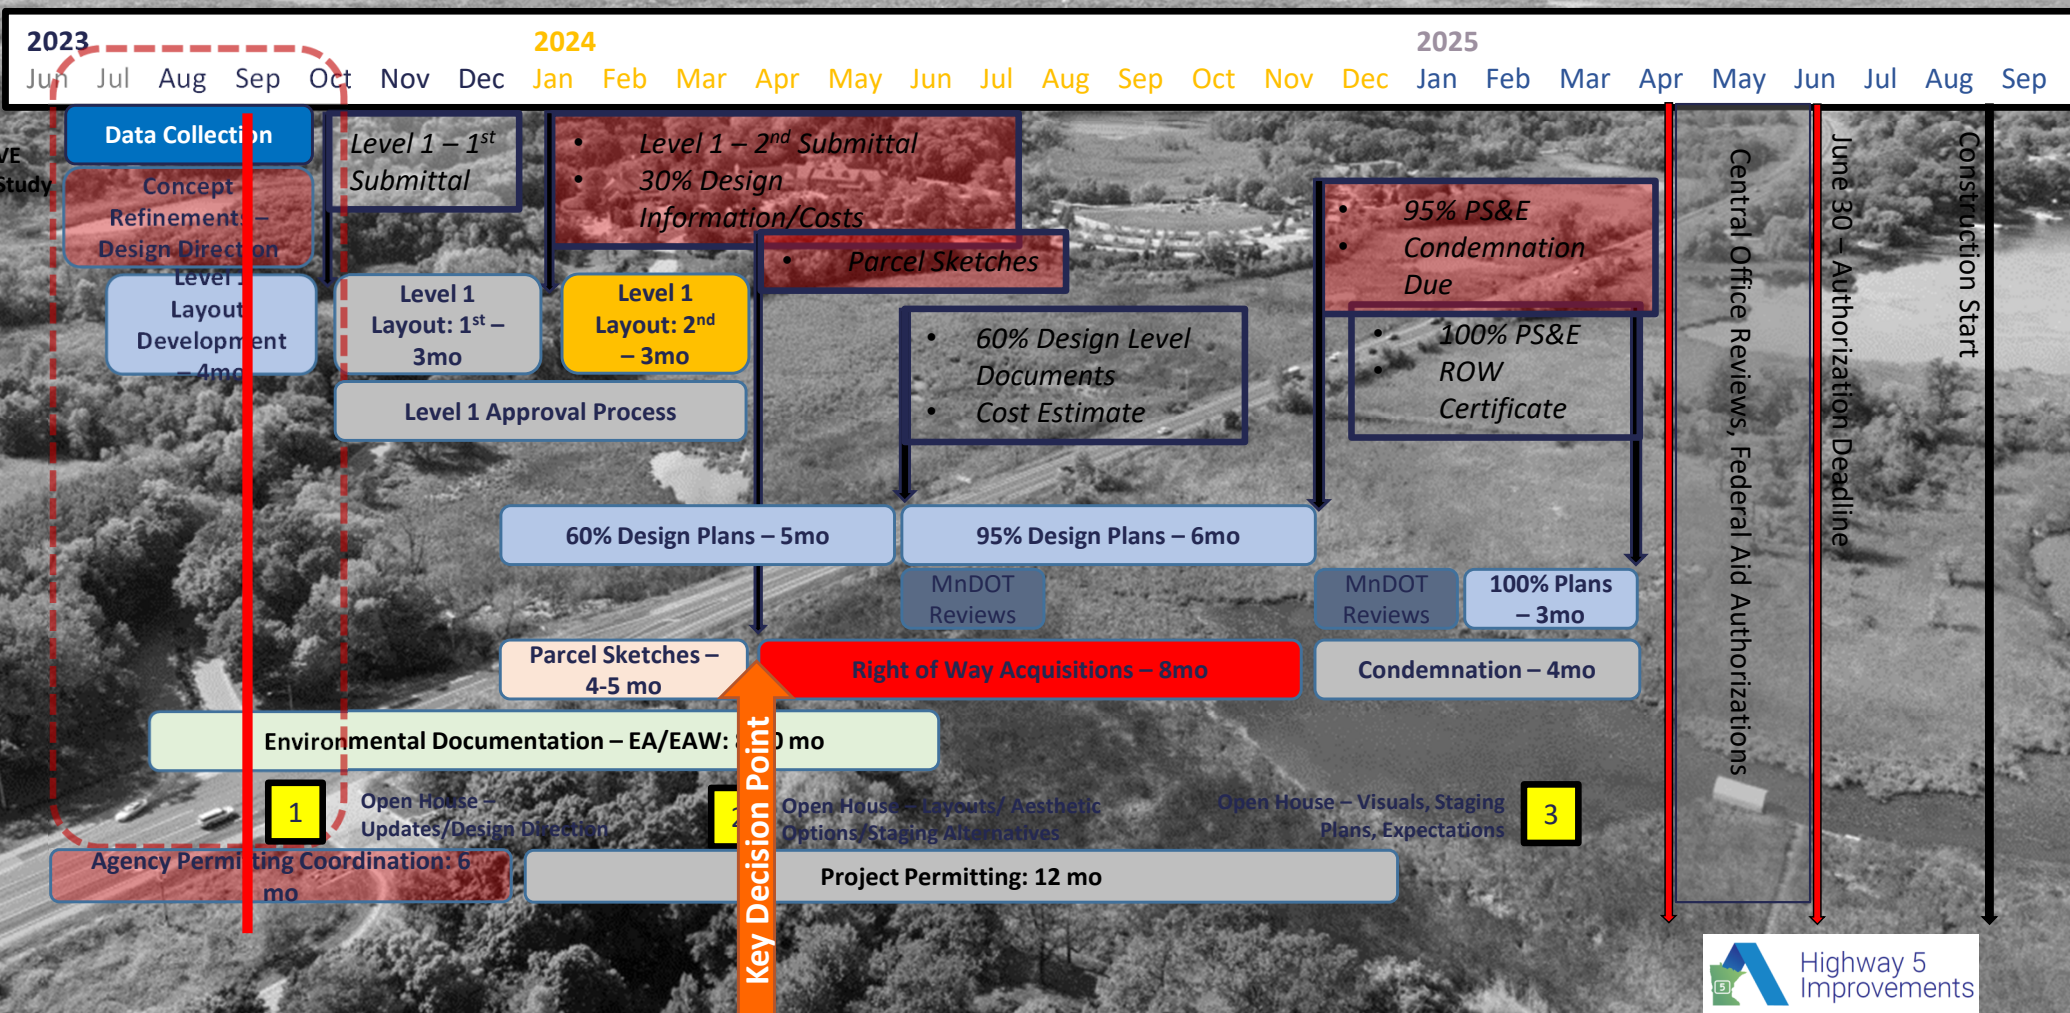 2023 2024 2025
Jun Jul Aug Sep Oct Nov Dec Jan Feb Mar Apr May Jun Jul Aug Sep Oct Nov Dec Jan Feb Mar Apr May Jun Jul Aug Sep
VE
Study
Data Collection
Concept
Refinements –
Design Direction
Level 1
Layout
Development
– 4mo
Level 1 – 1st
Submittal
• Level 1 – 2nd Submittal
• 30% Design
Information/Costs
• Parcel Sketches
Level 1
Layout: 1st –
3mo
Level 1
Layout: 2nd
– 3mo
Level 1 Approval Process
• 60% Design Level
Documents
• Cost Estimate
• 95% PS&E
• Condemnation
Due
• 100% PS&E
• ROW
Certificate
Central Office Reviews, Federal Aid Authorizations
June 30 – Authorization Deadline
Construction Start
60% Design Plans – 5mo
95% Design Plans – 6mo
MnDOT
Reviews
MnDOT
Reviews
100% Plans
– 3mo
Parcel Sketches –
4-5 mo
Right of Way Acquisitions – 8mo
Condemnation – 4mo
Environmental Documentation – EA/EAW: mo
Key Decision Point
1
Open House –
Updates/Design Direction
2
Open House – Layouts/ Aesthetic
Options/Staging Alternatives
Open House – Visuals, Staging
Plans, Expectations
3
Agency Permitting Coordination: 6
mo
Project Permitting: 12 mo
5
Highway 5
Improvements